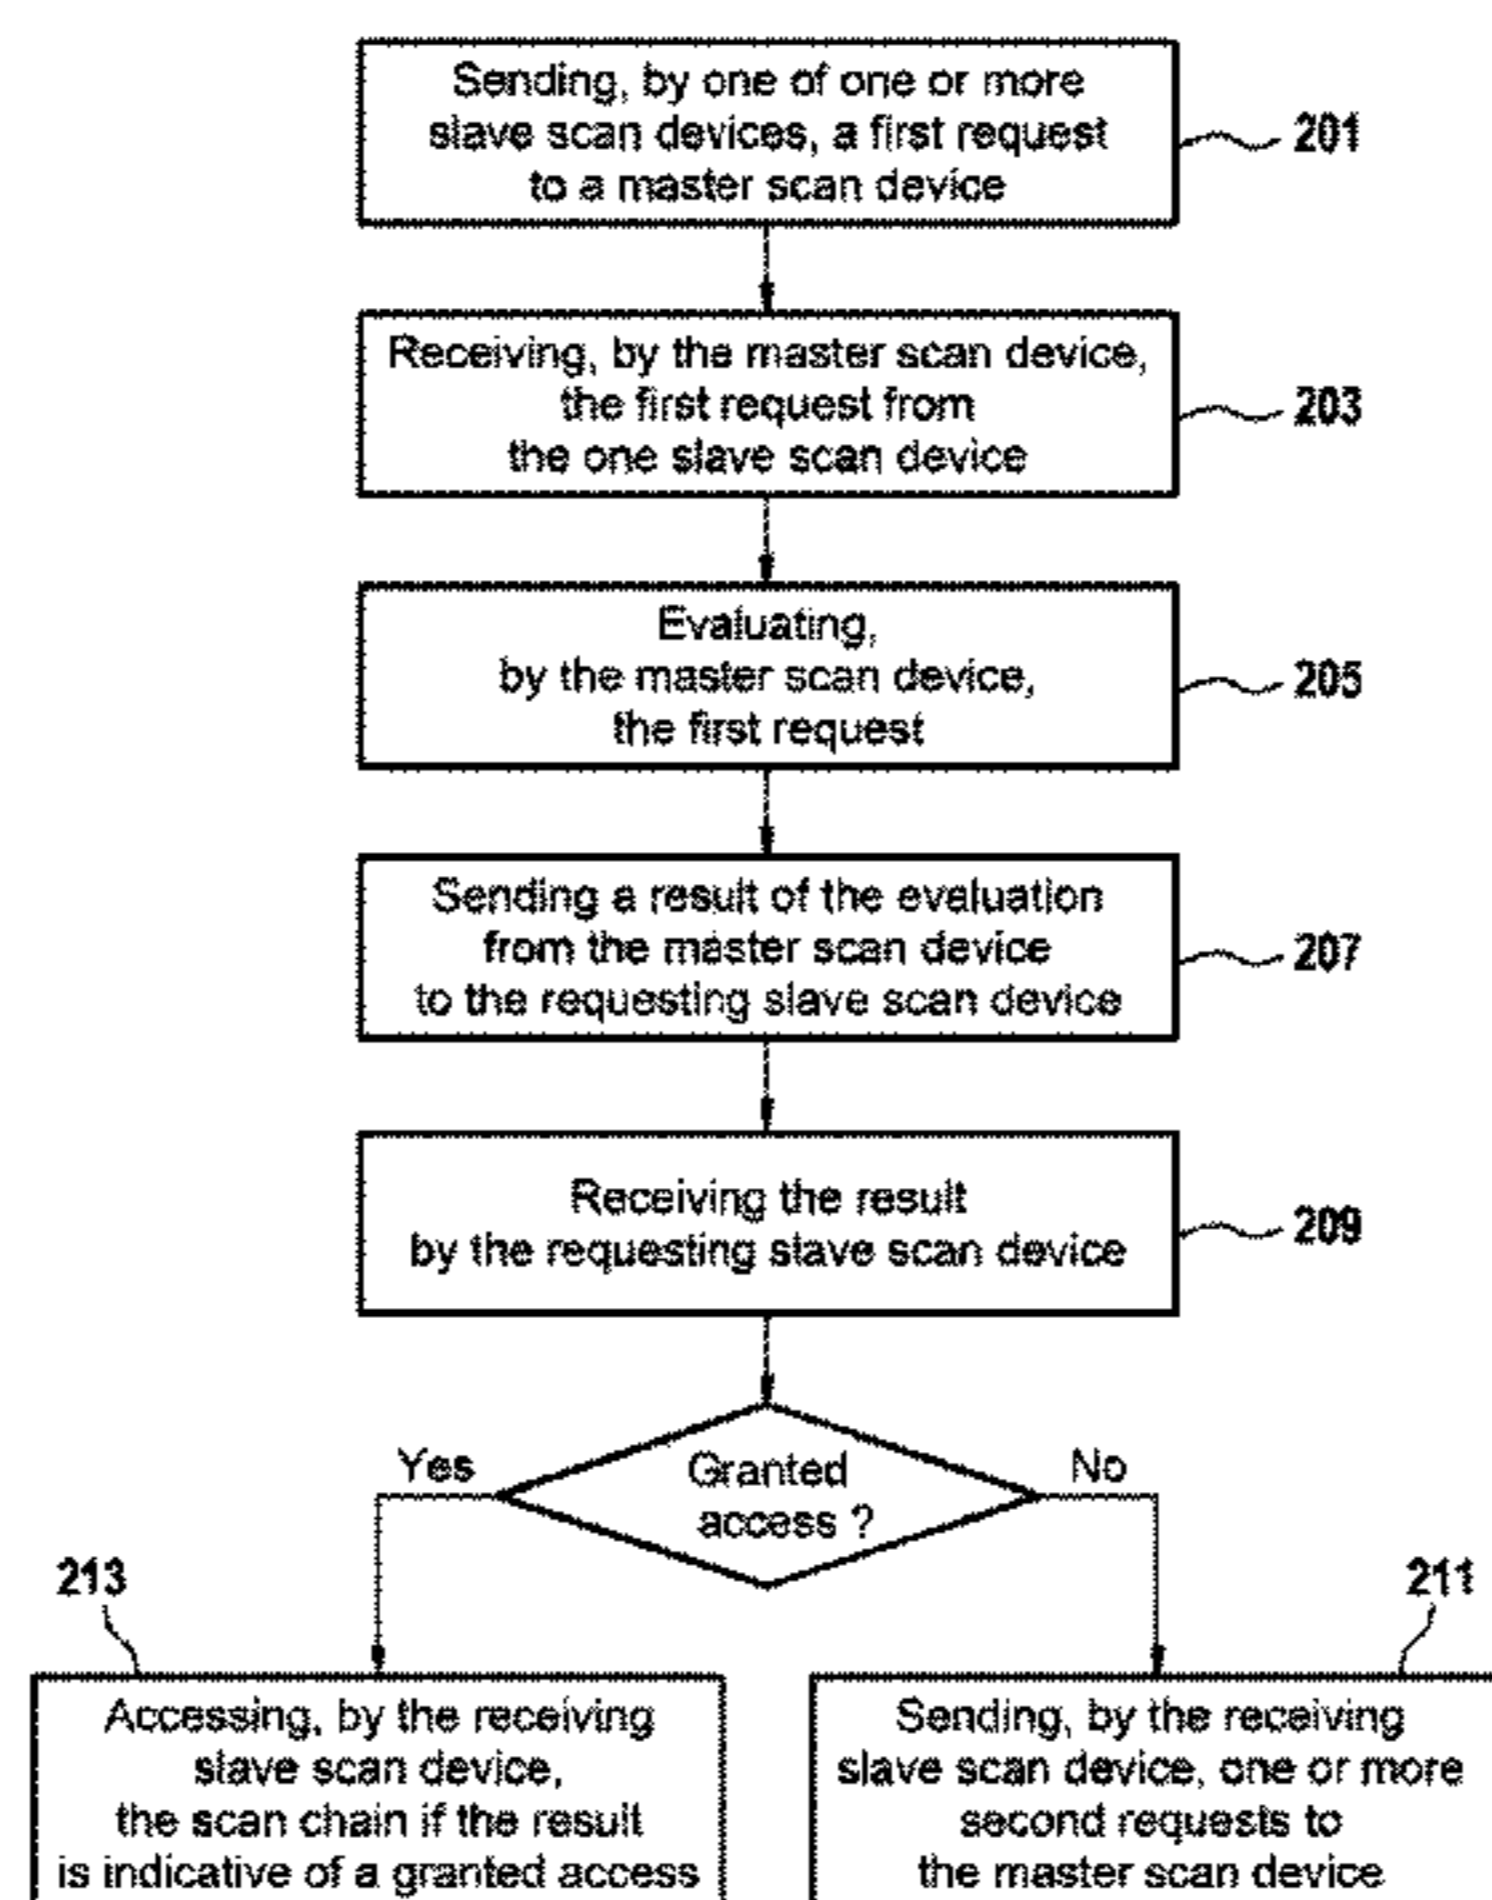 Sending, by one of one or more
slave scan devices, a first request
to a master scan device
201
Receiving, by the master scan device,
the first request from
the one slave scan device
203
Evaluating,
by the master scan device,
the first request
205
Sending a result of the evaluation
from the master scan device
to the requesting slave scan device
207
Receiving the result
by the requesting slave scan device
209
Granted
access ?
Yes
No
213
Accessing, by the receiving
slave scan device,
the scan chain if the result
is indicative of a granted access
211
Sending, by the receiving
slave scan device, one or more
second requests to
the master scan device